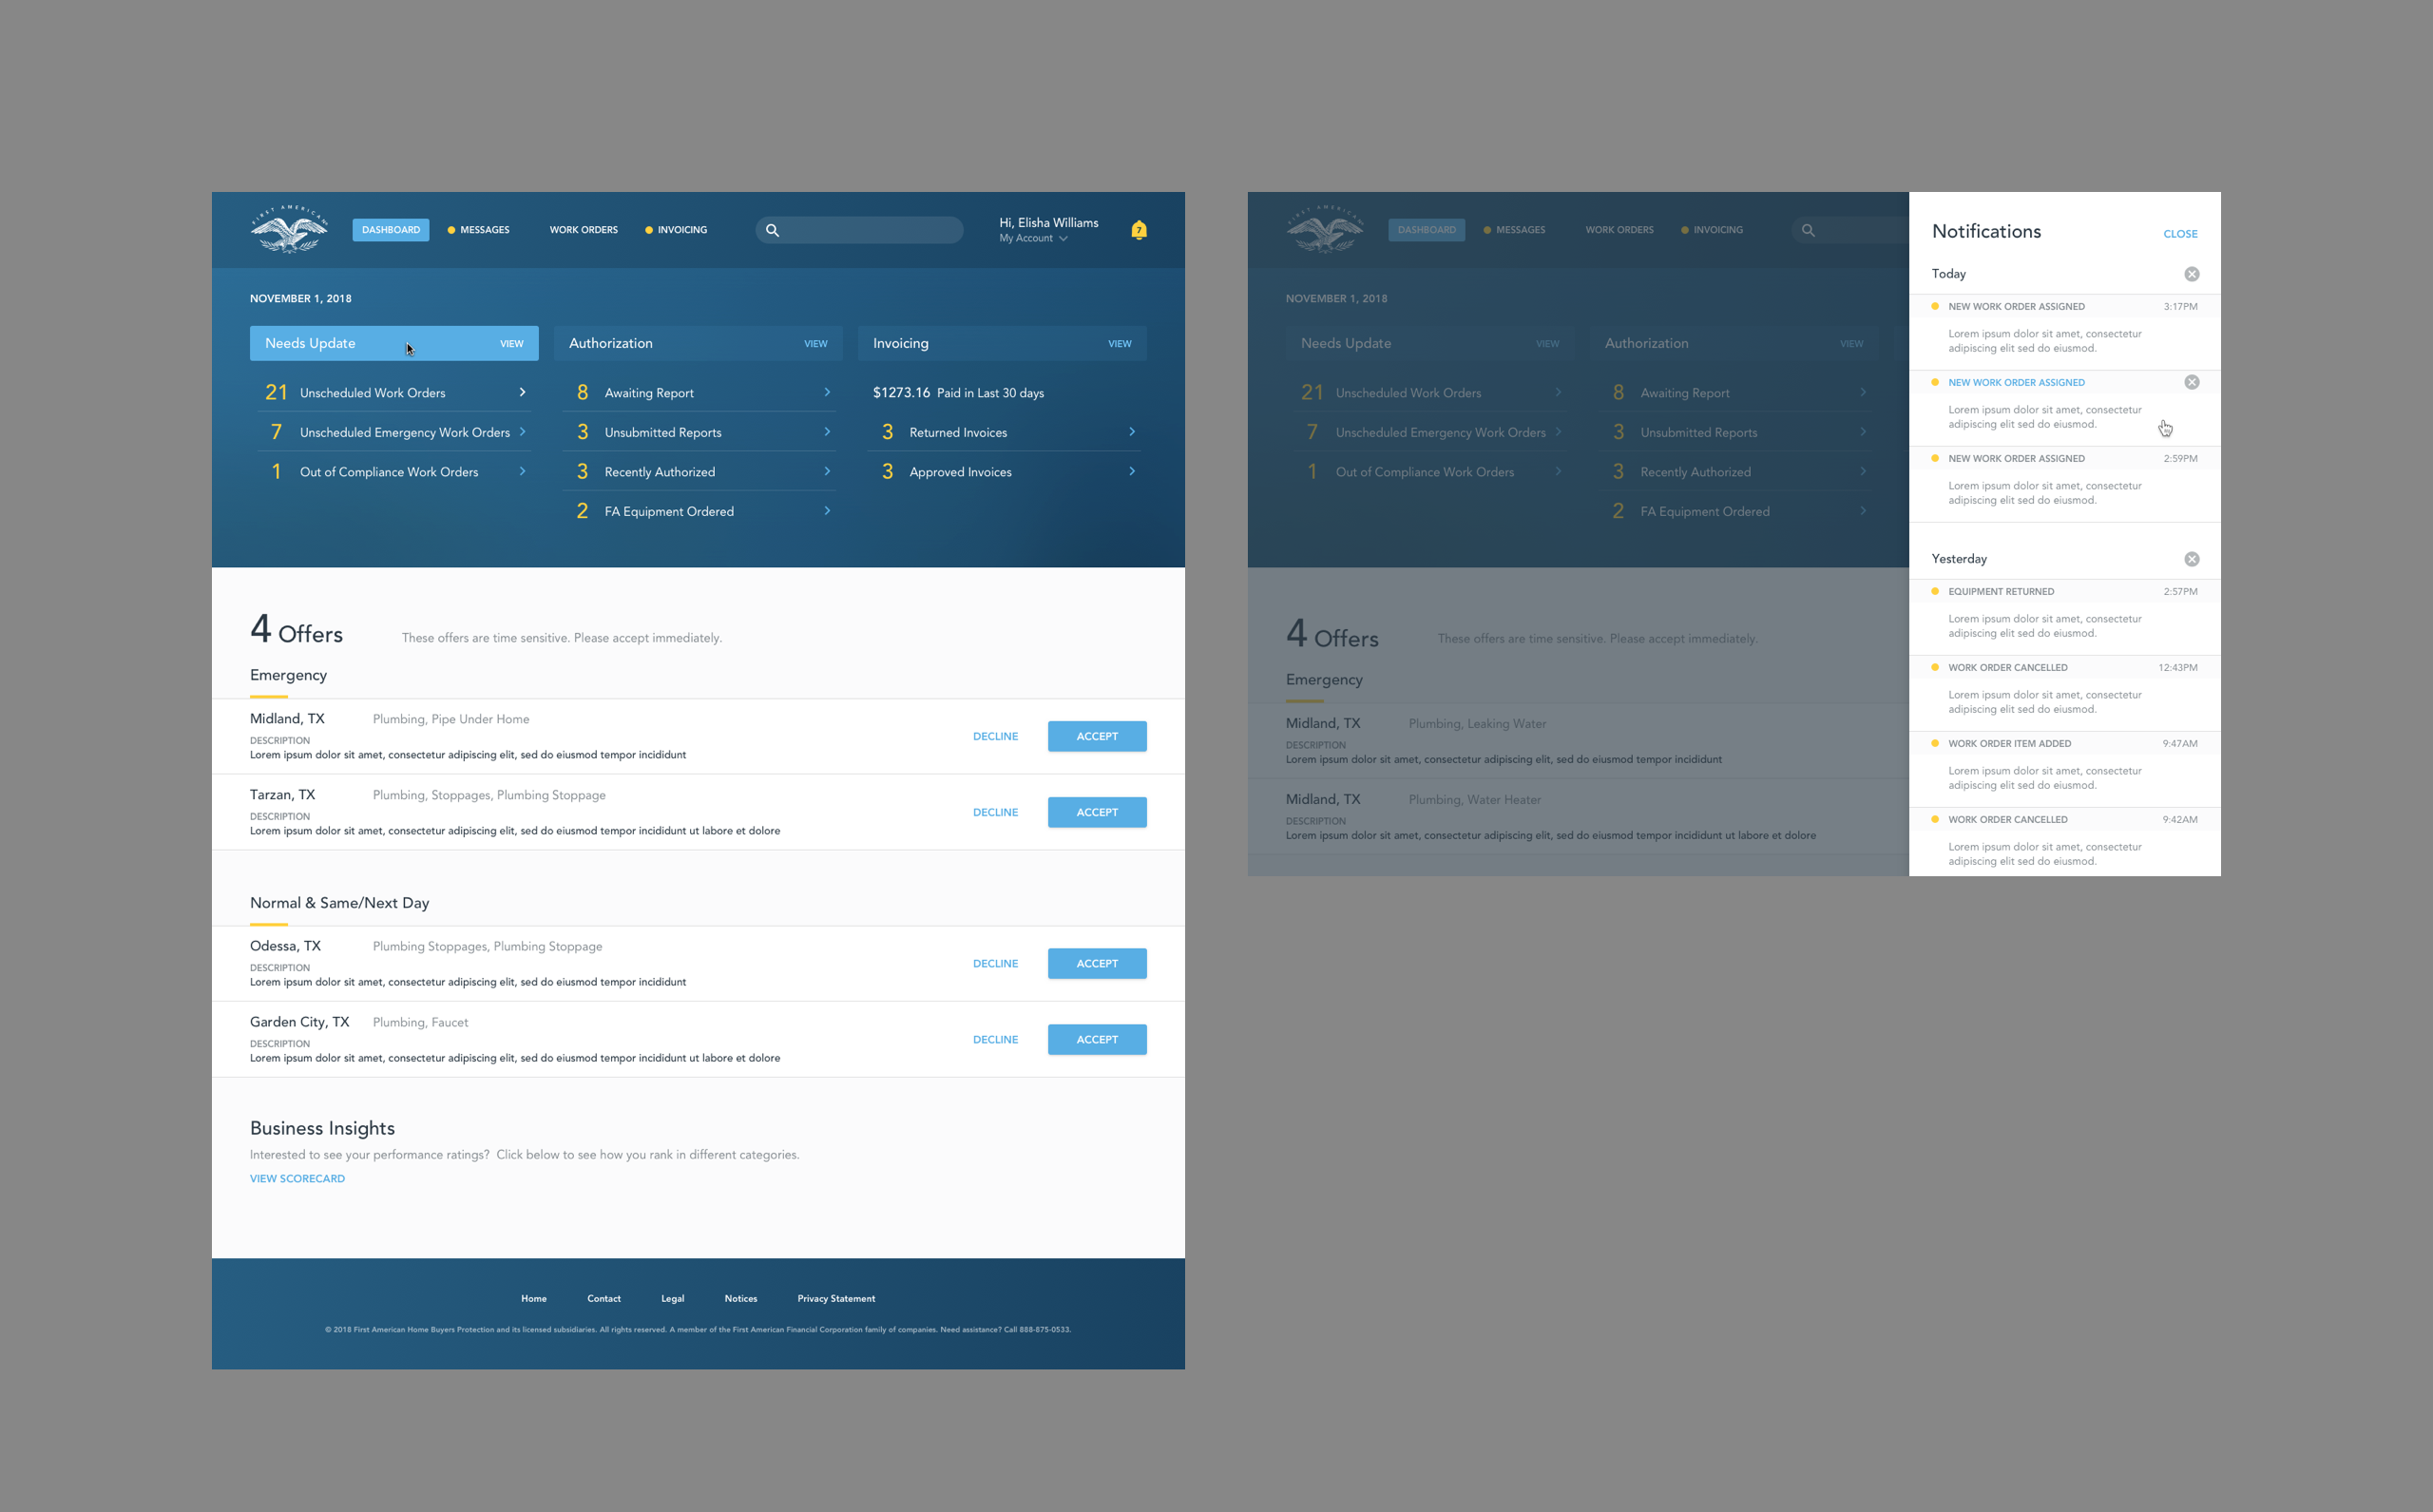 FIRST AMERICAN
DASHBOARD
MESSAGES
WORK ORDERS
INVOICING
Hi, Elisha Williams
My Account
7
NOVEMBER 1, 2018
Needs Update VIEW
21 Unscheduled Work Orders
7 Unscheduled Emergency Work Orders
1 Out of Compliance Work Orders
Authorization VIEW
8 Awaiting Report
3 Unsubmitted Reports
3 Recently Authorized
2 FA Equipment Ordered
Invoicing VIEW
$1273.16 Paid in Last 30 days
3 Returned Invoices
3 Approved Invoices
4 Offers These offers are time sensitive. Please accept immediately.
Emergency
Midland, TX Plumbing, Pipe Under Home
DESCRIPTION
Lorem ipsum dolor sit amet, consectetur adipiscing elit, sed do eiusmod tempor incididunt
DECLINE ACCEPT
Tarzan, TX Plumbing, Stoppages, Plumbing Stoppage
DESCRIPTION
Lorem ipsum dolor sit amet, consectetur adipiscing elit, sed do eiusmod tempor incididunt ut labore et dolore
DECLINE ACCEPT
Normal & Same/Next Day
Odessa, TX Plumbing Stoppages, Plumbing Stoppage
DESCRIPTION
Lorem ipsum dolor sit amet, consectetur adipiscing elit, sed do eiusmod tempor incididunt
DECLINE ACCEPT
Garden City, TX Plumbing, Faucet
DESCRIPTION
Lorem ipsum dolor sit amet, consectetur adipiscing elit, sed do eiusmod tempor incididunt ut labore et dolore
DECLINE ACCEPT
Business Insights
Interested to see your performance ratings? Click below to see how you rank in different categories.
VIEW SCORECARD
Home Contact Legal Notices Privacy Statement
© 2018 First American Home Buyers Protection and its licensed subsidiaries. All rights reserved. A member of the First American Financial Corporation family of companies. Need assistance? Call 888-875-0533.
FIRST AMERICAN
DASHBOARD
MESSAGES
WORK ORDERS
INVOICING
NOVEMBER 1, 2018
Needs Update VIEW
21 Unscheduled Work Orders
7 Unscheduled Emergency Work Orders
1 Out of Compliance Work Orders
Authorization VIEW
8 Awaiting Report
3 Unsubmitted Reports
3 Recently Authorized
2 FA Equipment Ordered
4 Offers These offers are time sensitive. Please accept immediately.
Emergency
Midland, TX Plumbing, Leaking Water
DESCRIPTION
Lorem ipsum dolor sit amet, consectetur adipiscing elit, sed do eiusmod tempor incididunt
Midland, TX Plumbing, Water Heater
DESCRIPTION
Lorem ipsum dolor sit amet, consectetur adipiscing elit, sed do eiusmod tempor incididunt ut labore et dolore
Notifications CLOSE
Today
NEW WORK ORDER ASSIGNED 3:17PM
Lorem ipsum dolor sit amet, consectetur
adipiscing elit sed do eiusmod.
NEW WORK ORDER ASSIGNED
Lorem ipsum dolor sit amet, consectetur
adipiscing elit sed do eiusmod.
NEW WORK ORDER ASSIGNED 2:59PM
Lorem ipsum dolor sit amet, consectetur
adipiscing elit sed do eiusmod.
Yesterday
EQUIPMENT RETURNED 2:57PM
Lorem ipsum dolor sit amet, consectetur
adipiscing elit sed do eiusmod.
WORK ORDER CANCELLED 12:43PM
Lorem ipsum dolor sit amet, consectetur
adipiscing elit sed do eiusmod.
WORK ORDER ITEM ADDED 9:47AM
Lorem ipsum dolor sit amet, consectetur
adipiscing elit sed do eiusmod.
WORK ORDER CANCELLED 9:42AM
Lorem ipsum dolor sit amet, consectetur
adipiscing elit sed do eiusmod.